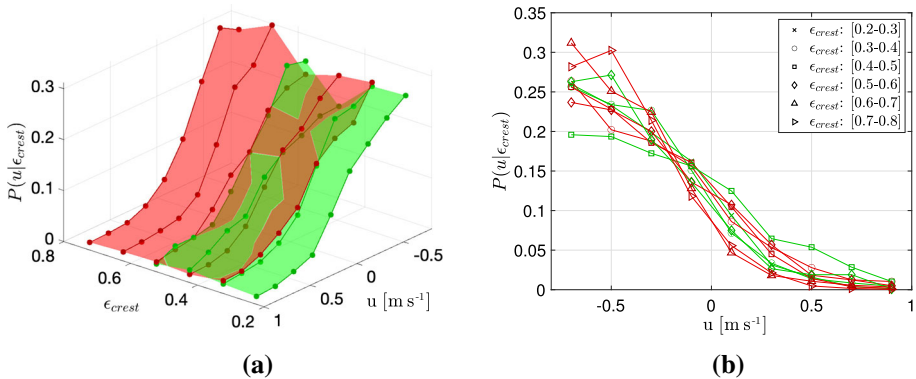 0.3
0.2
0.1
0
P(u|ϵcrest)
0.8
0.6
0.4
0.2
ϵcrest
1
0.5
0
-0.5
u [m s⁻¹]
(a)
0.35
0.3
0.25
0.2
0.15
0.1
0.05
0
P(u|ϵcrest)
ϵcrest: [0.2-0.3]
ϵcrest: [0.3-0.4]
ϵcrest: [0.4-0.5]
ϵcrest: [0.5-0.6]
ϵcrest: [0.6-0.7]
ϵcrest: [0.7-0.8]
-0.5 0 0.5 1
u [m s⁻¹]
(b)